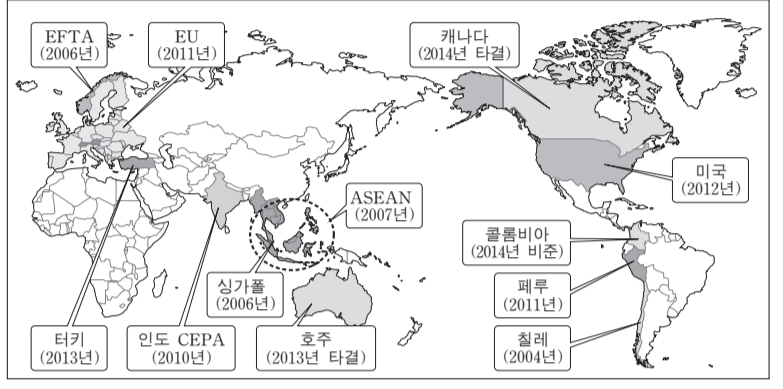 EFTA
(2006년)
EU
(2011년)
캐나다
(2014년 타결)
미국
(2012년)
ASEAN
(2007년)
콜롬비아
(2014년 비준)
싱가폴
(2006년)
페루
(2011년)
터키
(2013년)
인도 CEPA
(2010년)
호주
(2013년 타결)
칠레
(2004년)